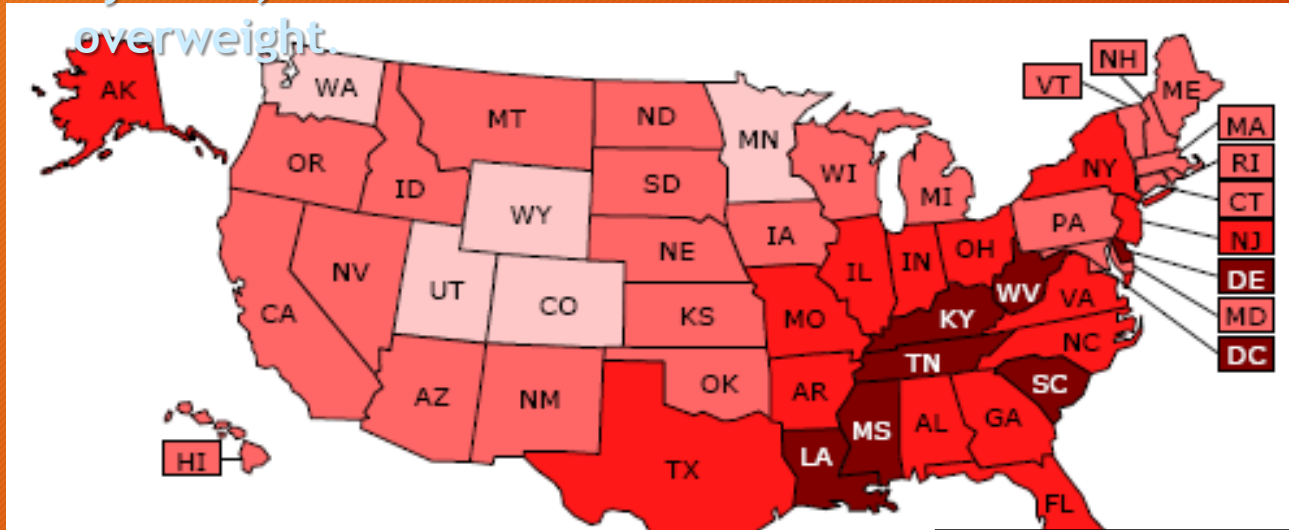 overweight.
NH
VT
ME
AK
WA
MT
ND
MN
MA
OR
ID
SD
WI
MI
NY
RI
WY
CT
IA
PA
NJ
NV
UT
CO
NE
IL
IN
OH
DE
WV
VA
CA
KS
MO
KY
MD
NC
DC
TN
AZ
NM
OK
AR
SC
MS
AL
GA
LA
HI
TX
FL